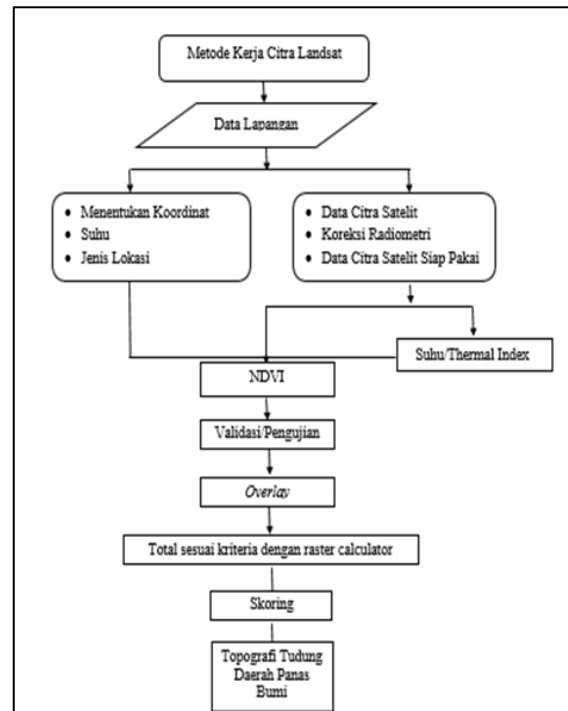 Metode Kerja Citra Landsat
Data Lapangan
• Menentukan Koordinat
• Suhu
• Jenis Lokasi
• Data Citra Satelit
• Koreksi Radiometri
• Data Citra Satelit Siap Pakai
Suhu/Thermal Index
NDVI
Validasi/Pengujian
Overlay
Total sesuai kriteria dengan raster calculator
Skoring
Topografi Tudung
Daerah Panas
Bumi